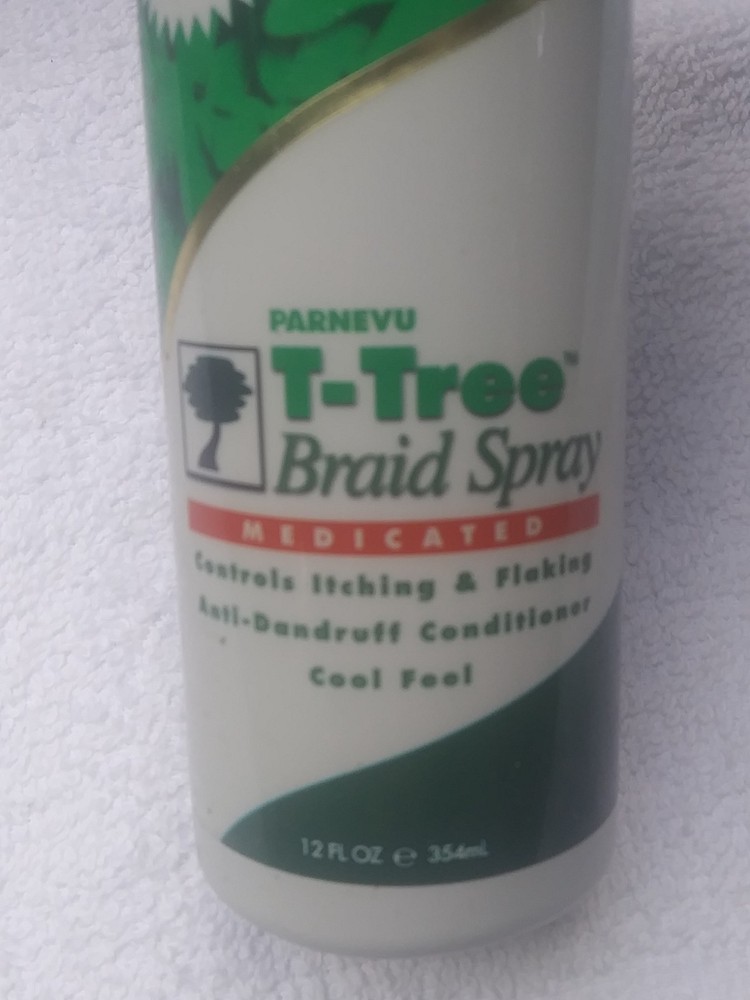 PARNEVU
T-Tree™
Braid Spray
MEDICATED
Controls Itching & Flaking
Anti-Dandruff Conditioner
Cool Feel
12 FL OZ ℮ 354mL